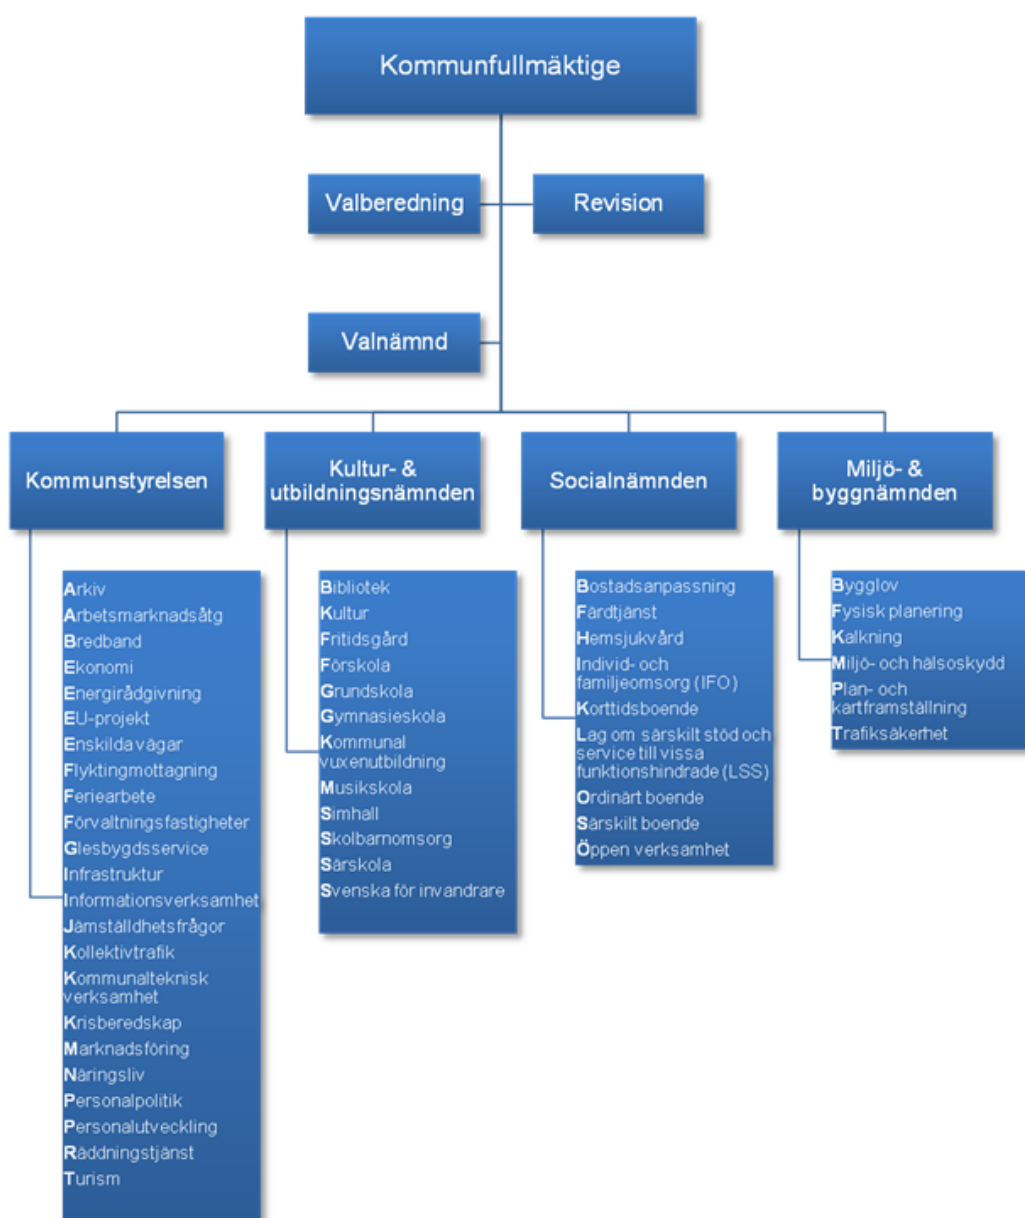 Kommunfullmäktige
Valberedning
Revision
Valnämnd
Kommunstyrelsen
Kultur- &
utbildningsnämnden
Socialnämnden
Miljö- &
byggnämnden
Arkiv
Arbetsmarknadsåtg
Bredband
Ekonomi
Energirådgivning
EU-projekt
Enskilda vägar
Flyktingmottagning
Feriearbete
Förvaltningsfastigheter
Glesbygdsservice
Infrastruktur
Informationsverksamhet
Jämställdhetsfrågor
Kollektivtrafik
Kommunalteknisk
verksamhet
Krisberedskap
Marknadsföring
Näringsliv
Personalpolitik
Personalutveckling
Räddningstjänst
Turism
Bibliotek
Kultur
Fritidsgård
Förskola
Grundskola
Gymnasieskola
Kommunal
vuxenutbildning
Musikskola
Simhall
Skolbarnomsorg
Särskola
Svenska för invandrare
Bostadsanpassning
Färdtjänst
Hemsjukvård
Individ- och
familjeomsorg (IFO)
Korttidsboende
Lag om särskilt stöd och
service till vissa
funktionshindrade (LSS)
Ordinärt boende
Särskilt boende
Öppen verksamhet
Bygglov
Fysisk planering
Kalkning
Miljö- och hälsoskydd
Plan- och
kartframställning
Trafiksäkerhet